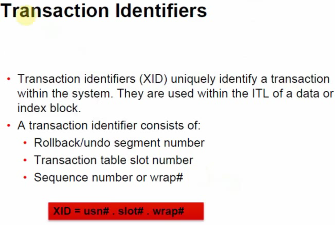 Transaction Identifiers
• Transaction identifiers (XID) uniquely identify a transaction
within the system. They are used within the ITL of a data or
index block.
• A transaction identifier consists of:
• Rollback/undo segment number
• Transaction table slot number
• Sequence number or wrap#
XID = usn# . slot# . wrap#